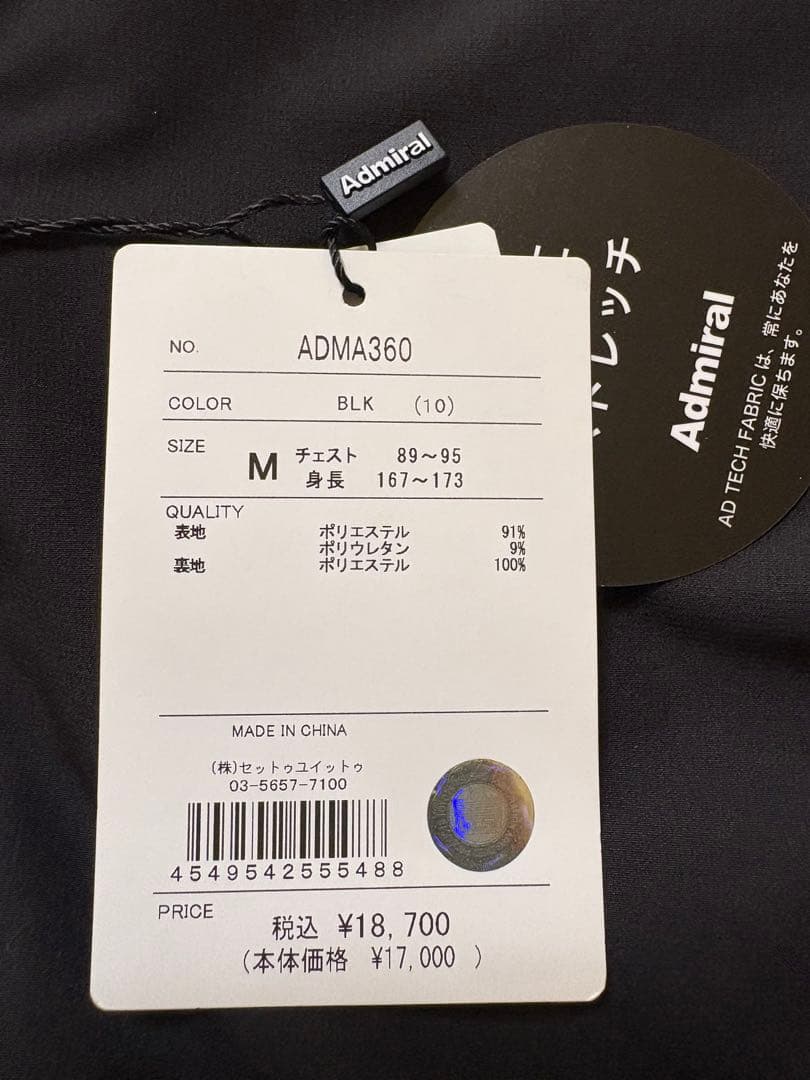 Admiral
NO. ADMA360
COLOR BLK (10)
SIZE M チェスト 89～95
身長 167～173
QUALITY
表地 ポリエステル 91%
ポリウレタン 9%
裏地 ポリエステル 100%
MADE IN CHINA
(株)セットゥユイットゥ
03-5657-7100
4549542555488
PRICE 税込 ¥18,700
(本体価格 ¥17,000 )
レッチ
Admiral
AD TECH FABRIC は、常にあなたを
快適に保ちます。